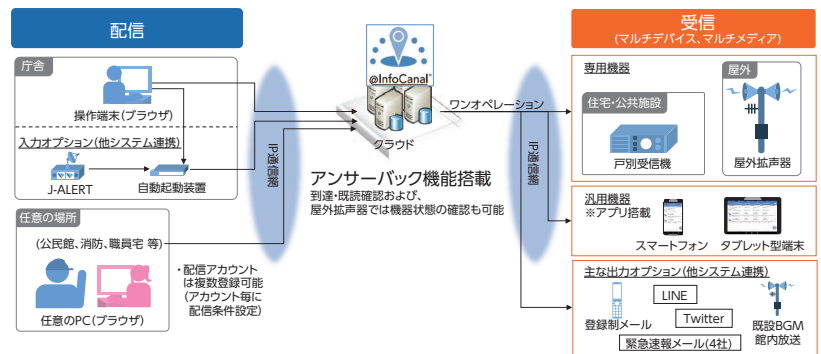 配信
庁舎
操作端末(ブラウザ)
入力オプション(他システム連携)
J-ALERT
自動起動装置
任意の場所
(公民館、消防、職員宅 等)
任意のPC(ブラウザ)
・配信アカウント
は複数登録可能
(アカウント毎に
配信条件設定)
IP通信網
@InfoCanal®
クラウド
ワンオペレーション
アンサーバック機能搭載
到達・既読確認および、
屋外拡声器では機器状態の確認も可能
IP通信網
受信
(マルチデバイス、マルチメディア)
専用機器
住宅・公共施設
戸別受信機
屋外
屋外拡声器
汎用機器
※アプリ搭載
スマートフォン
タブレット型端末
主な出力オプション(他システム連携)
登録制メール
LINE
Twitter
緊急速報メール(4社)
既設BGM
館内放送